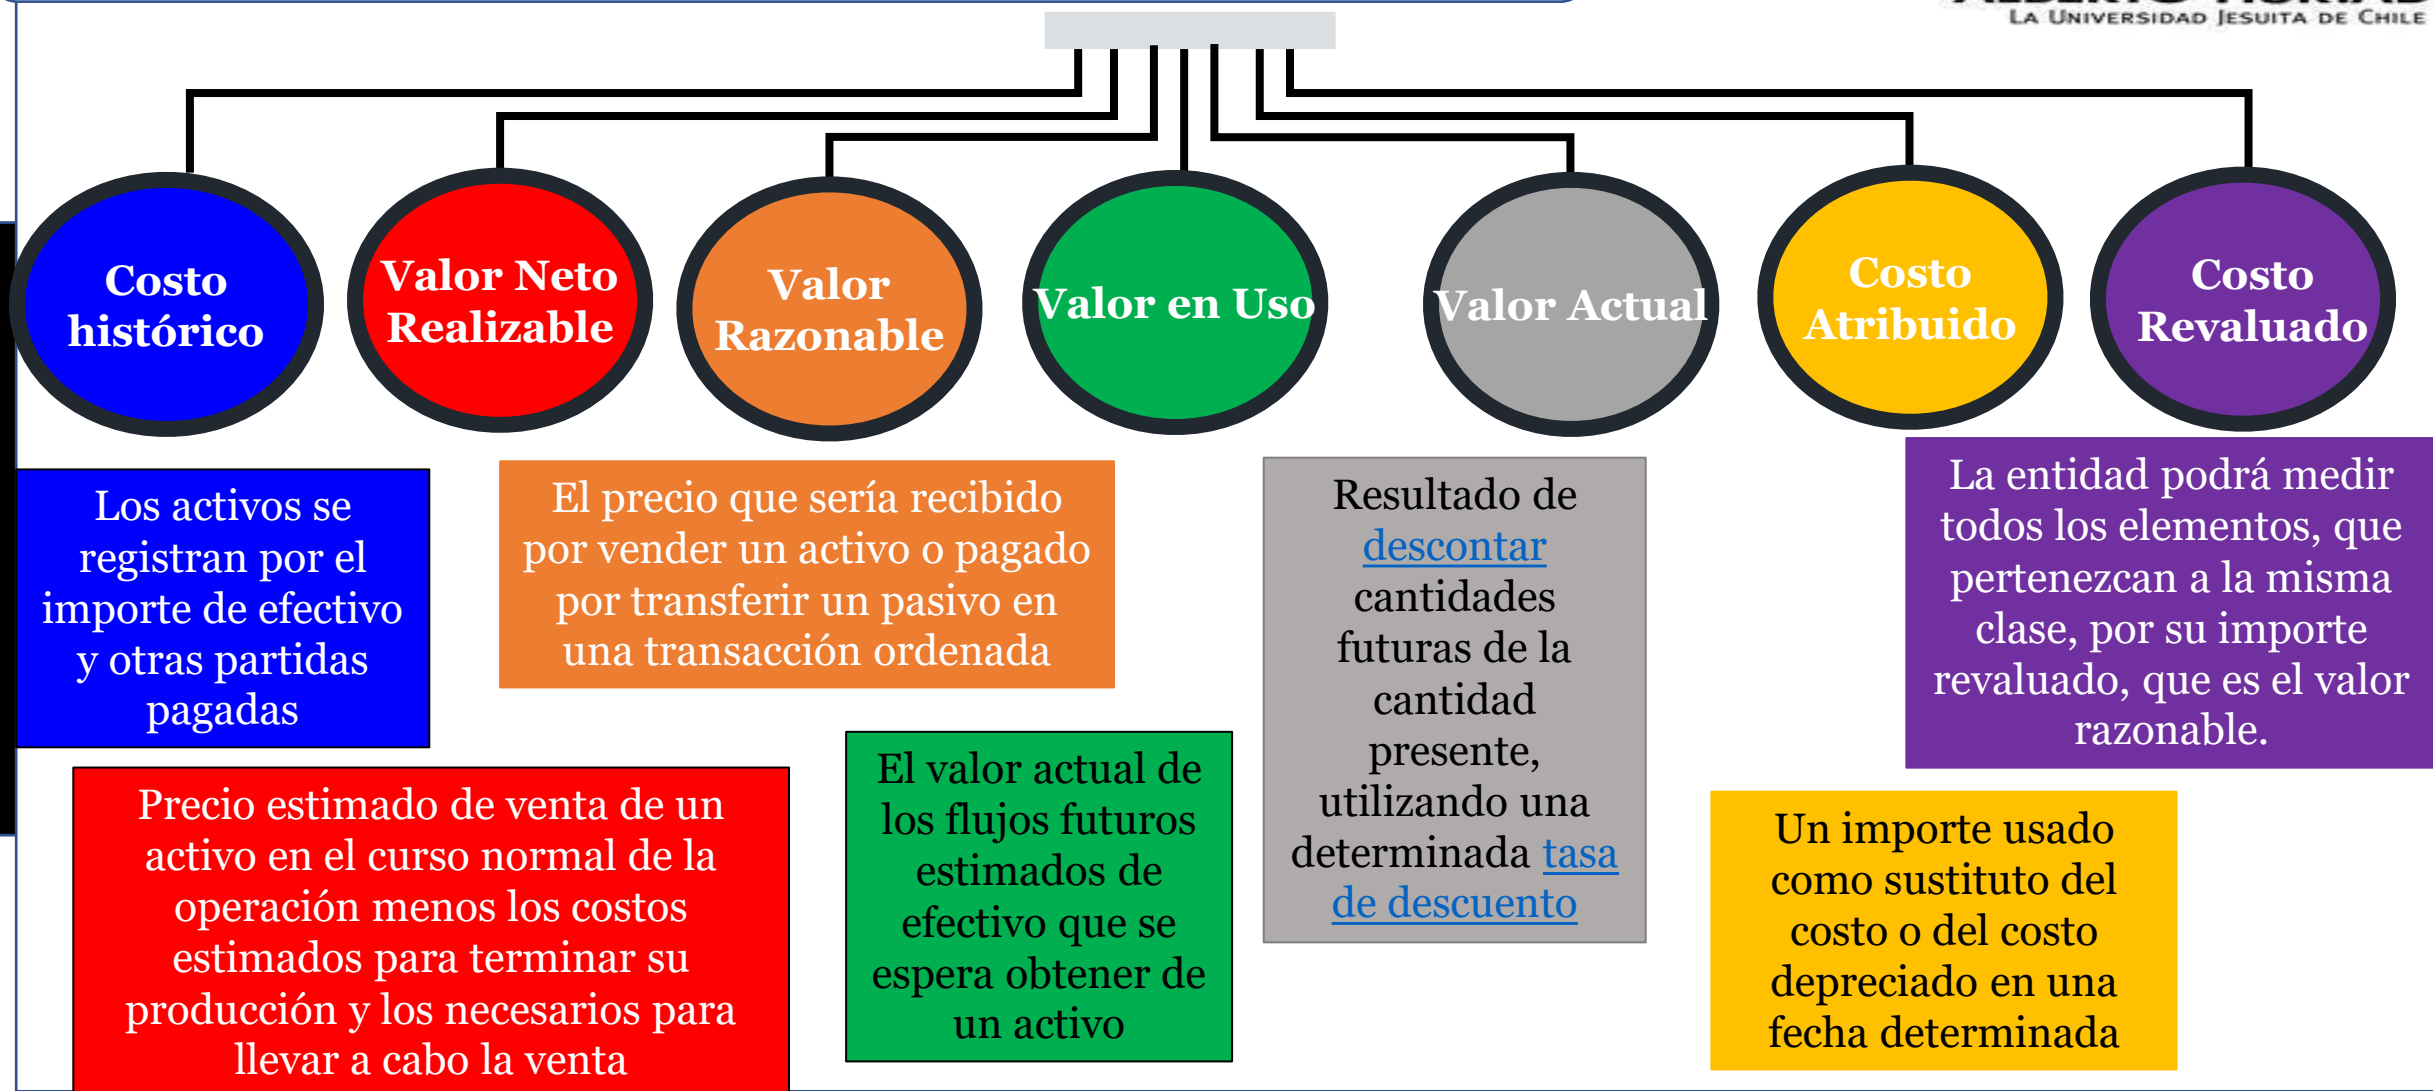 LA UNIVERSIDAD JESUITA DE CHILE
Costo
histórico
Valor Neto
Realizable
Valor
Razonable
Valor en Uso
Valor Actual
Costo
Atribuido
Costo
Revaluado
Los activos se
registran por el
importe de efectivo
y otras partidas
pagadas
Precio estimado de venta de un
activo en el curso normal de la
operación menos los costos
estimados para terminar su
producción y los necesarios para
llevar a cabo la venta
El precio que sería recibido
por vender un activo o pagado
por transferir un pasivo en
una transacción ordenada
El valor actual de
los flujos futuros
estimados de
efectivo que se
espera obtener de
un activo
Resultado de
descontar
cantidades
futuras de la
cantidad
presente,
utilizando una
determinada tasa
de descuento
Un importe usado
como sustituto del
costo o del costo
depreciado en una
fecha determinada
La entidad podrá medir
todos los elementos, que
pertenezcan a la misma
clase, por su importe
revaluado, que es el valor
razonable.